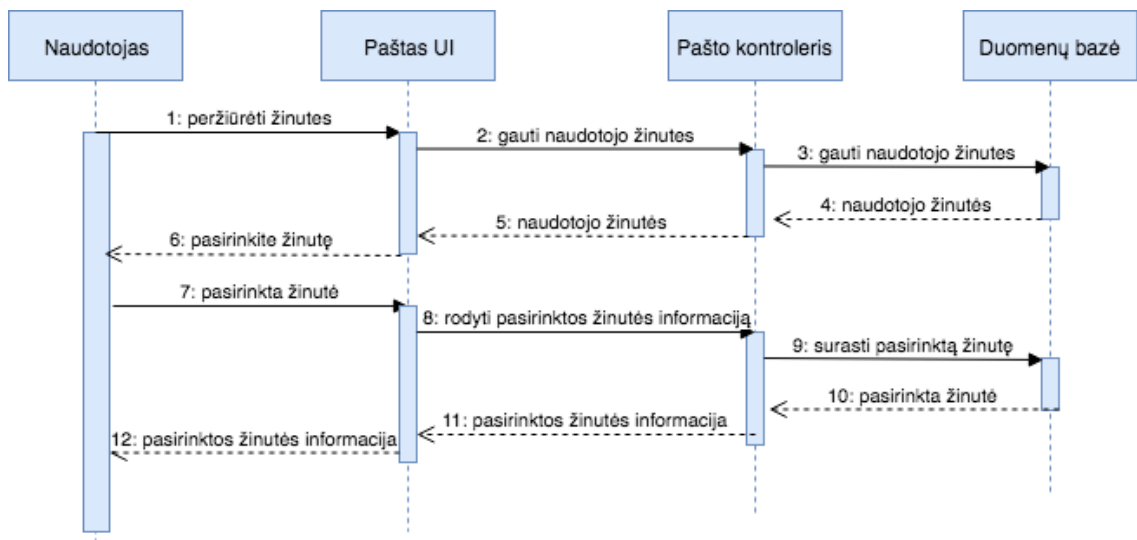 Naudotojas
Paštas UI
Pašto kontroleris
Duomenų bazė
1: peržiūrėti žinutes
2: gauti naudotojo žinutes
3: gauti naudotojo žinutes
4: naudotojo žinutės
5: naudotojo žinutės
6: pasirinkite žinutę
7: pasirinkta žinutė
8: rodyti pasirinktos žinutės informaciją
9: surasti pasirinktą žinutę
10: pasirinkta žinutė
11: pasirinktos žinutės informacija
12: pasirinktos žinutės informacija